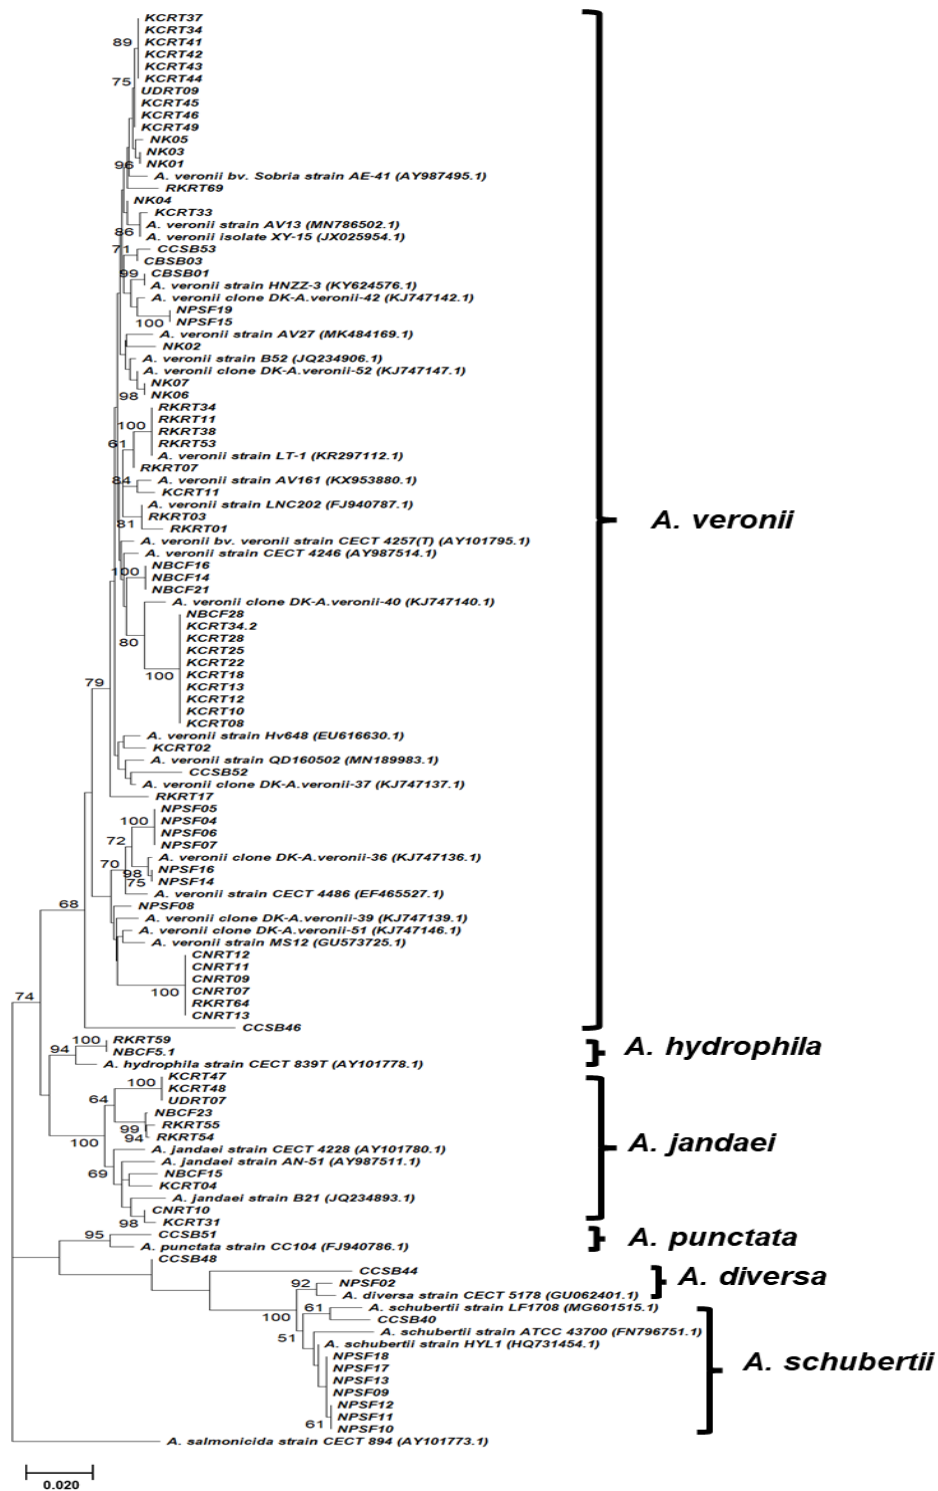 KCRT37
KCRT34
89
KCRT41
KCRT42
KCRT43
KCRT44
75
UDRT09
KCRT45
KCRT46
KCRT49
NK05
NK03
NK01
96
A. veronii bv. Sobria strain AE-41 (AY987495.1)
RKRT69
NK04
KCRT33
A. veronii strain AV13 (MN786502.1)
86
A. veronii isolate XY-15 (JX025954.1)
71
CCSB53
CBSB03
99
CBSB01
A. veronii strain HNZZ-3 (KY624576.1)
A. veronii clone DK-A.veronii-42 (KJ747142.1)
NPSF19
100
NPSF15
A. veronii strain AV27 (MK484169.1)
NK02
A. veronii strain B52 (JQ234906.1)
A. veronii clone DK-A.veronii-52 (KJ747147.1)
NK07
98
NK06
RKRT34
RKRT11
100
RKRT38
61
RKRT53
A. veronii strain LT-1 (KR297112.1)
RKRT07
84
A. veronii strain AV161 (KX953880.1)
KCRT11
A. veronii strain LNC202 (FJ940787.1)
RKRT03
81
RKRT01
A. veronii
A. veronii bv. veronii strain CECT 4257(T) (AY101795.1)
A. veronii strain CECT 4246 (AY987514.1)
NBCF16
100
NBCF14
NBCF21
A. veronii clone DK-A.veronii-40 (KJ747140.1)
NBCF28
KCRT34.2
KCRT28
80
KCRT25
KCRT22
100
KCRT18
79
KCRT13
KCRT12
KCRT10
KCRT08
A. veronii strain Hv648 (EU616630.1)
KCRT02
A. veronii strain QD160502 (MN189983.1)
CCSB52
A. veronii clone DK-A.veronii-37 (KJ747137.1)
RKRT17
NPSF05
100
NPSF04
NPSF06
72
NPSF07
A. veronii clone DK-A.veronii-36 (KJ747136.1)
70
98
NPSF16
75
NPSF14
A. veronii strain CECT 4486 (EF465527.1)
68
NPSF08
A. veronii clone DK-A.veronii-39 (KJ747139.1)
A. veronii clone DK-A.veronii-51 (KJ747146.1)
A. veronii strain MS12 (GU573725.1)
CNRT12
CNRT11
CNRT09
100
CNRT07
74
RKRT64
CNRT13
CCSB46
100
RKRT59
94
NBCF5.1
A. hydrophila
A. hydrophila strain CECT 839T (AY101778.1)
KCRT47
100
KCRT48
64
UDRT07
NBCF23
99
RKRT55
94
RKRT54
100
A. jandaei strain CECT 4228 (AY101780.1)
A. jandaei
A. jandaei strain AN-51 (AY987511.1)
69
NBCF15
KCRT04
A. jandaei strain B21 (JQ234893.1)
CNRT10
98
KCRT31
95
CCSB51
A. punctata strain CC104 (FJ940786.1)
A. punctata
CCSB48
CCSB44
92
NPSF02
A. diversa
A. diversa strain CECT 5178 (GU062401.1)
61
A. schubertii strain LF1708 (MG601515.1)
100
CCSB40
51
A. schubertii strain ATCC 43700 (FN796751.1)
A. schubertii strain HYL1 (HQ731454.1)
NPSF18
A. schubertii
NPSF17
NPSF13
NPSF09
NPSF12
NPSF11
61
NPSF10
A. salmonicida strain CECT 894 (AY101773.1)
0.020